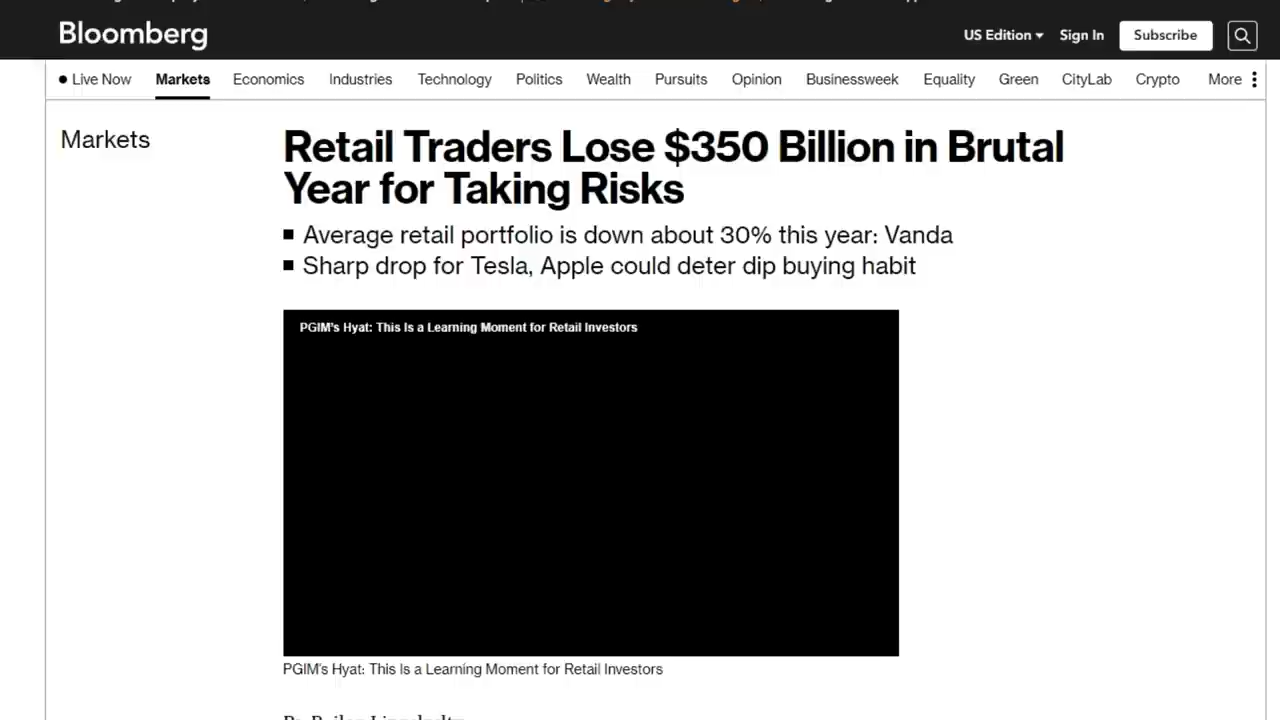 Bloomberg
US Edition
Sign In
Subscribe
Live Now
Markets
Economics
Industries
Technology
Politics
Wealth
Pursuits
Opinion
Businessweek
Equality
Green
CityLab
Crypto
More
Markets
Retail Traders Lose $350 Billion in Brutal
Year for Taking Risks
Average retail portfolio is down about 30% this year: Vanda
Sharp drop for Tesla, Apple could deter dip buying habit
PGIM's Hyat: This Is a Learning Moment for Retail Investors
PGIM's Hyat: This Is a Learning Moment for Retail Investors